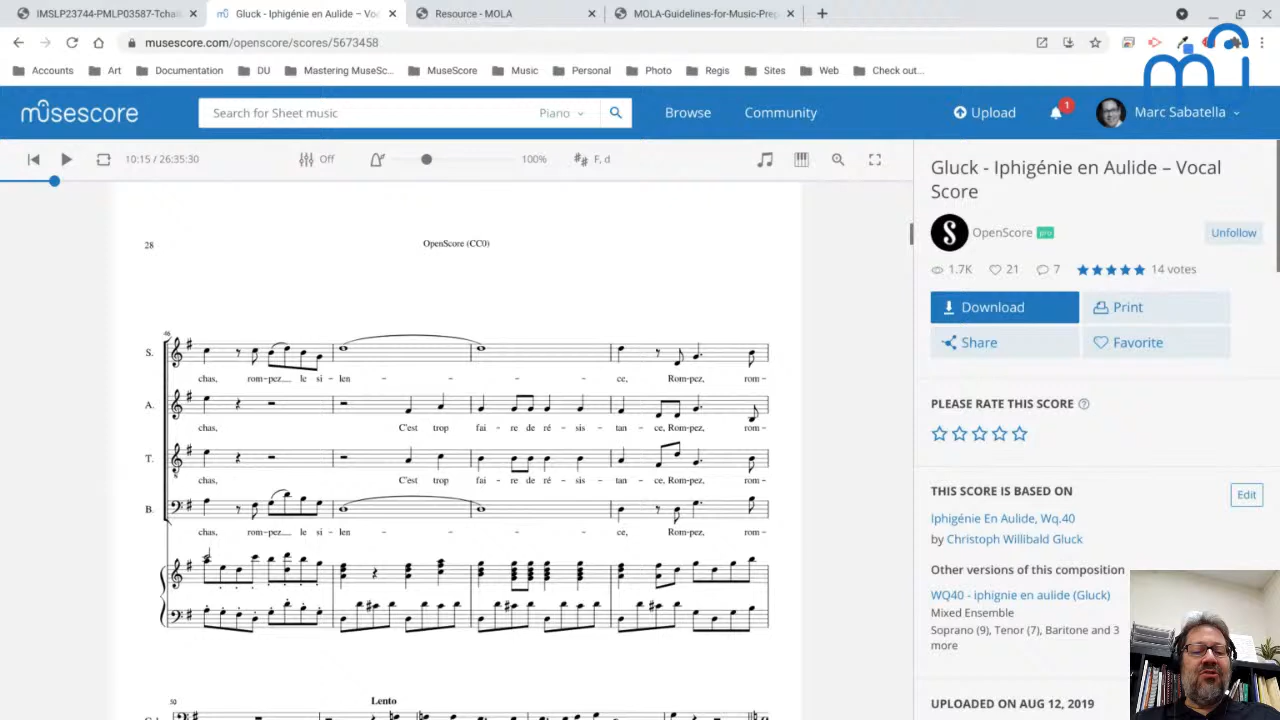 IMSLP23744-PMLP03587-Tchai
Gluck - Iphigénie en Aulide – Vo
Resource - MOLA
MOLA-Guidelines-for-Music-Prep
musescore.com/openscore/scores/5673458
Accounts
Art
Documentation
DU
Mastering MuseSc...
MuseScore
Music
Personal
Photo
Regis
Sites
Web
Check out...
musescore
Search for Sheet music
Piano
Browse
Community
Upload
1
Marc Sabatella
10:15 / 26:35:30
Off
100%
F, d
Gluck - Iphigénie en Aulide – Vocal
Score
OpenScore pro
Unfollow
1.7K
21
7
14 votes
Download
Print
Share
Favorite
PLEASE RATE THIS SCORE
THIS SCORE IS BASED ON
Edit
Iphigénie En Aulide, Wq.40
by Christoph Willibald Gluck
Other versions of this composition
WQ40 - iphignie en aulide (Gluck)
Mixed Ensemble
Soprano (9), Tenor (7), Baritone and 3
more
UPLOADED ON AUG 12, 2019
28
OpenScore (CC0)
S.
chas, rom-pez__ le si - len - - - - ce, Rom-pez, rom-
A.
chas, C'est trop fai - re de ré - sis - tan - ce, Rom-pez, rom-
T.
chas, C'est trop fai - re de ré - sis - tan - ce, Rom-pez, rom-
B.
chas, rom-pez__ le si - len - - - - ce, Rom-pez, rom-
50
Lento